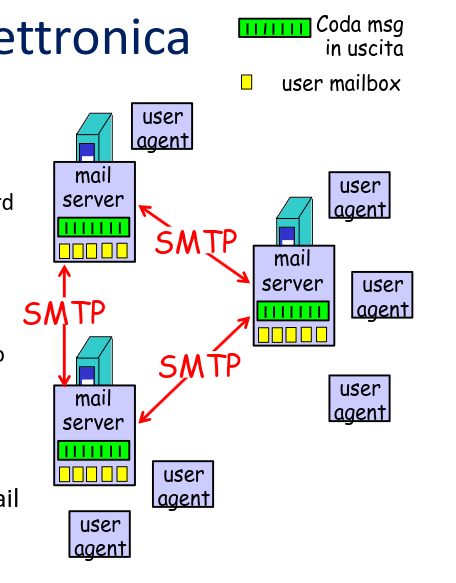 ettronica
Coda msg
in uscita
user mailbox
user
agent
mail
server
user
agent
rd
SMTP
mail
server
user
agent
SMTP
SMTP
user
agent
mail
server
user
agent
ail
user
agent